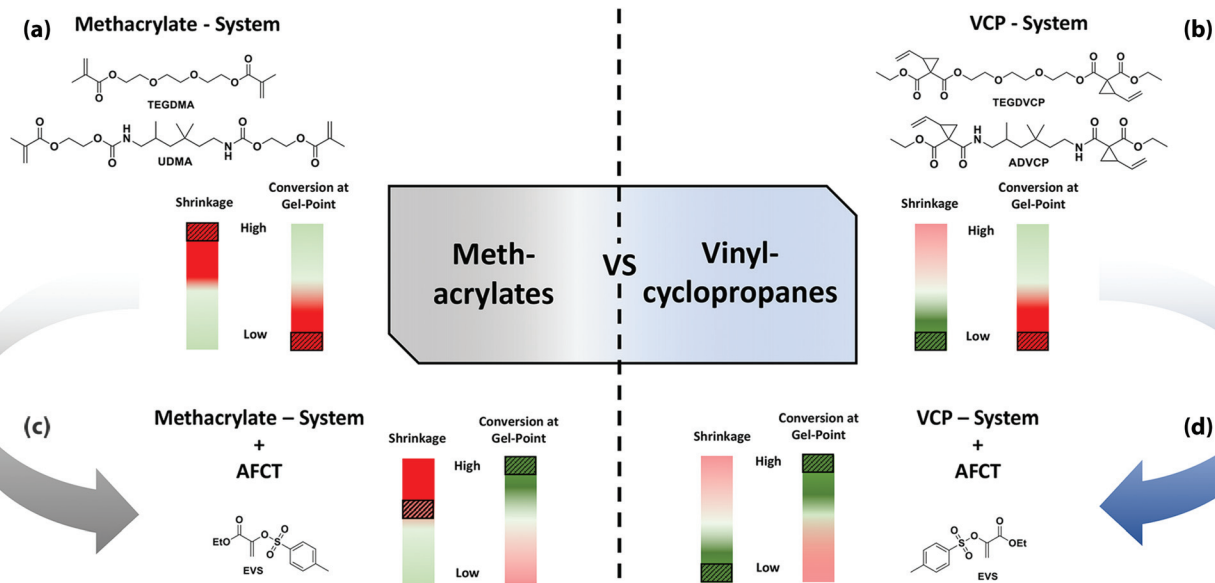 (a)
Methacrylate - System
O
O
O
O
O
O
TEGDMA
O
O
O
O
H
N
N
H
O
O
O
O
UDMA
Shrinkage
Conversion at
Gel-Point
High
Low
VCP - System
(b)
O
O
O
O
O
O
O
O
O
O
TEGDVCP
O
O
O
H
N
N
H
O
O
O
ADVCP
Shrinkage
Conversion at
Gel-Point
High
Low
Meth-
acrylates
VS
Vinyl-
cyclopropanes
(c)
Methacrylate – System
+
AFCT
O
EtO
O
S
O
O
EVS
Shrinkage
Conversion at
Gel-Point
High
Low
Shrinkage
Conversion at
Gel-Point
VCP – System
+
AFCT
(d)
O
S
O
O
O
OEt
EVS